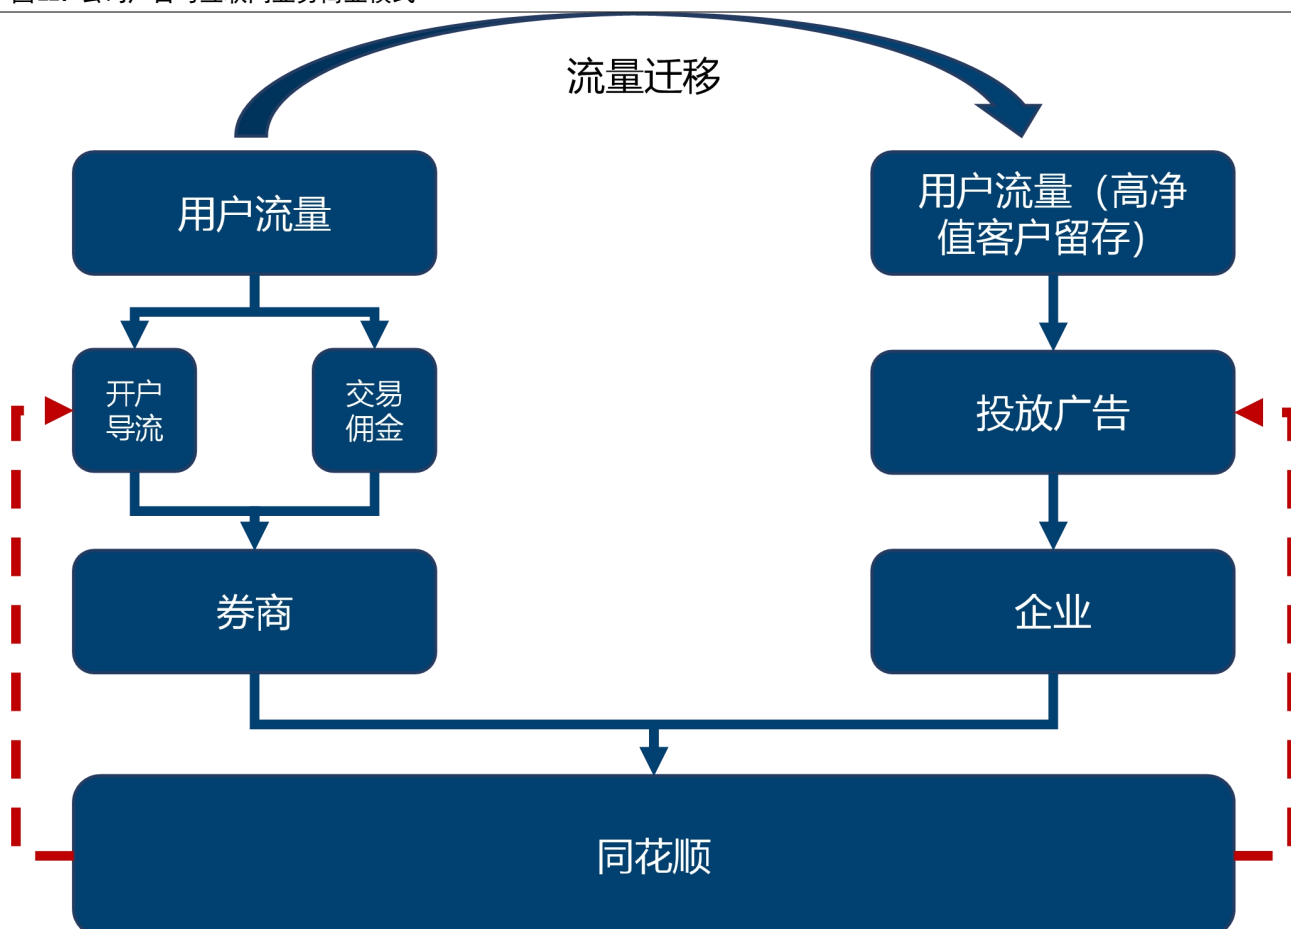 流量迁移
用户流量
用户流量（高净
值客户留存）
开户
导流
交易
佣金
投放广告
券商
企业
同花顺